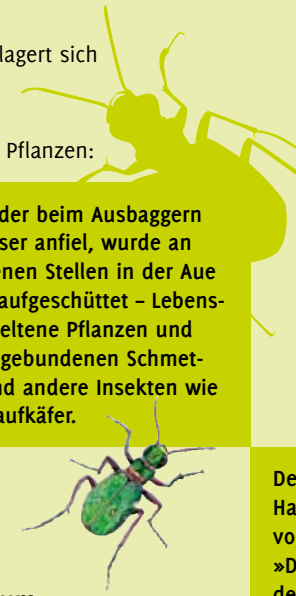 lagert sich
Pflanzen:
der beim Ausbaggern
ser anfiel, wurde an
enen Stellen in der Aue
aufgeschüttet – Lebens-
eltene Pflanzen und
gebundenen Schmet-
nd andere Insekten wie
aufkäfer.
De
Ha
vo
»D
de